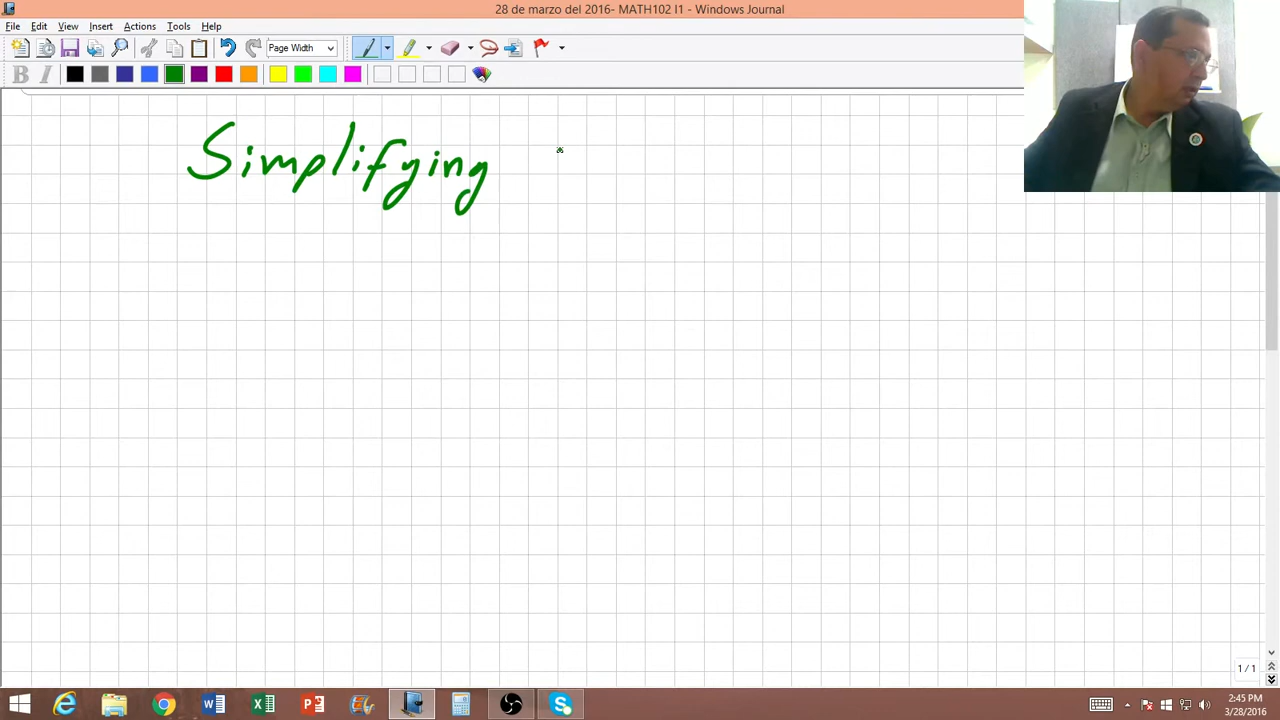 28 de marzo del 2016- MATH102 I1 - Windows Journal
File Edit View Insert Actions Tools Help
Page Width
B I
Simplifying
1 / 1
2:45 PM
3/28/2016